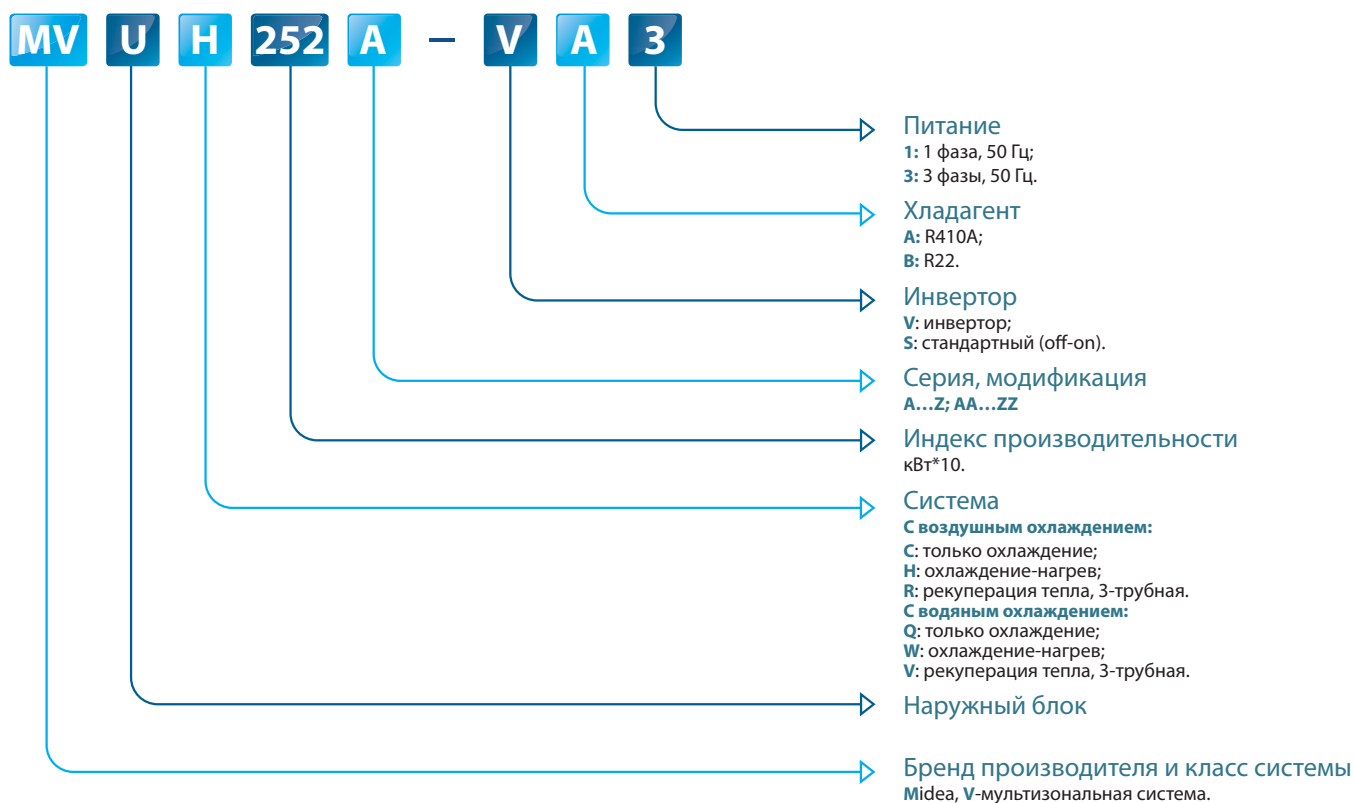 MV U H 252 A – V A 3
Питание
1: 1 фаза, 50 Гц;
3: 3 фазы, 50 Гц.
Хладагент
A: R410A;
B: R22.
Инвертор
V: инвертор;
S: стандартный (off-on).
Серия, модификация
A...Z; AA...ZZ
Индекс производительности
кВт*10.
Система
С воздушным охлаждением:
C: только охлаждение;
H: охлаждение-нагрев;
R: рекуперация тепла, 3-трубная.
С водяным охлаждением:
Q: только охлаждение;
W: охлаждение-нагрев;
V: рекуперация тепла, 3-трубная.
Наружный блок
Бренд производителя и класс системы
Midea, V-мультизональная система.